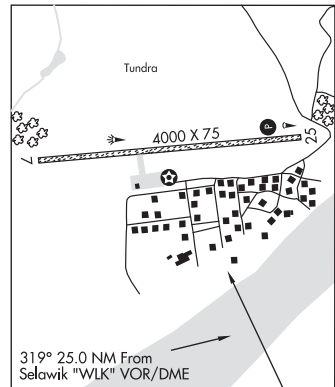 Tundra
4000 X 75
P
25
7
319° 25.0 NM From
Selawik "WLK" VOR/DME